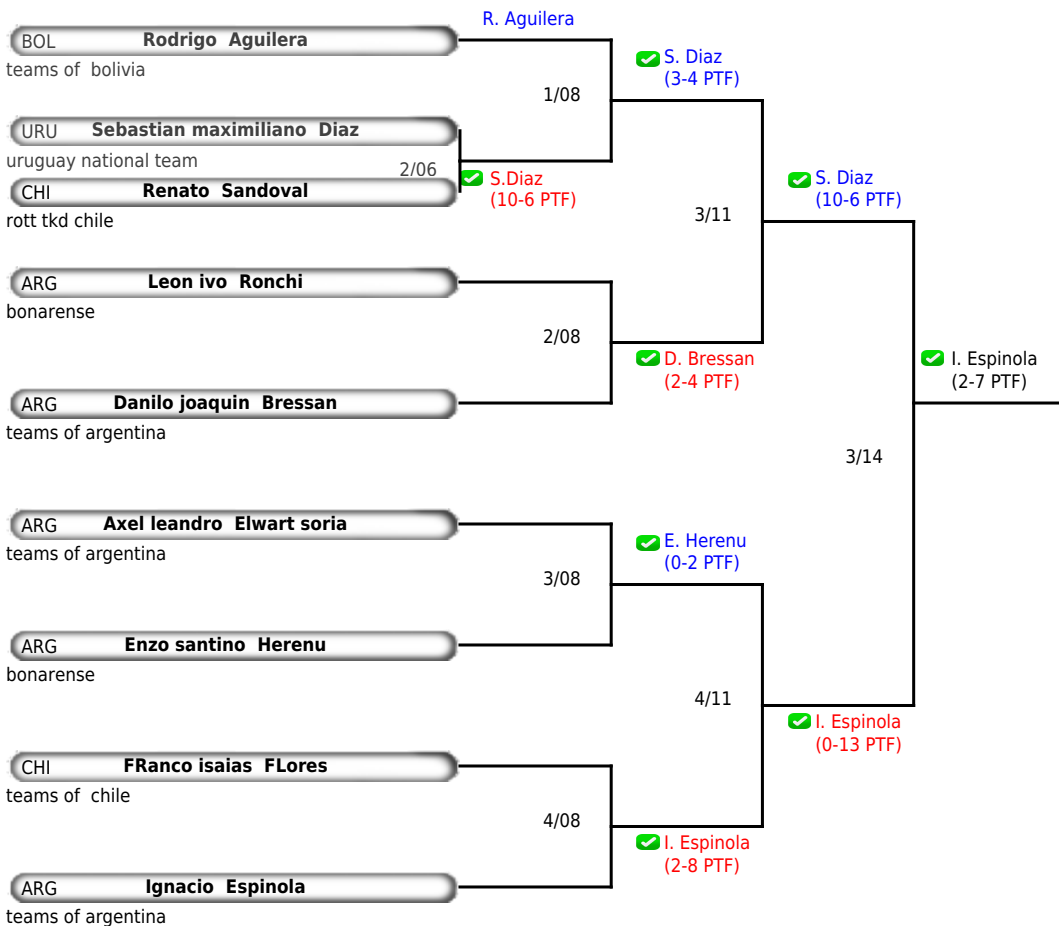 R. Aguilera
BOL Rodrigo Aguilera
teams of bolivia
S. Diaz
(3-4 PTF)
1/08
URU Sebastian maximiliano Diaz
uruguay national team
2/06
CHI Renato Sandoval
rott tkd chile
S.Diaz
(10-6 PTF)
S. Diaz
(10-6 PTF)
3/11
ARG Leon ivo Ronchi
bonarense
2/08
D. Bressan
(2-4 PTF)
ARG Danilo joaquin Bressan
teams of argentina
I. Espinola
(2-7 PTF)
3/14
ARG Axel leandro Elwart soria
teams of argentina
E. Herenu
(0-2 PTF)
3/08
ARG Enzo santino Herenu
bonarense
4/11
I. Espinola
(0-13 PTF)
CHI FRanco isaias FLores
teams of chile
4/08
I. Espinola
(2-8 PTF)
ARG Ignacio Espinola
teams of argentina